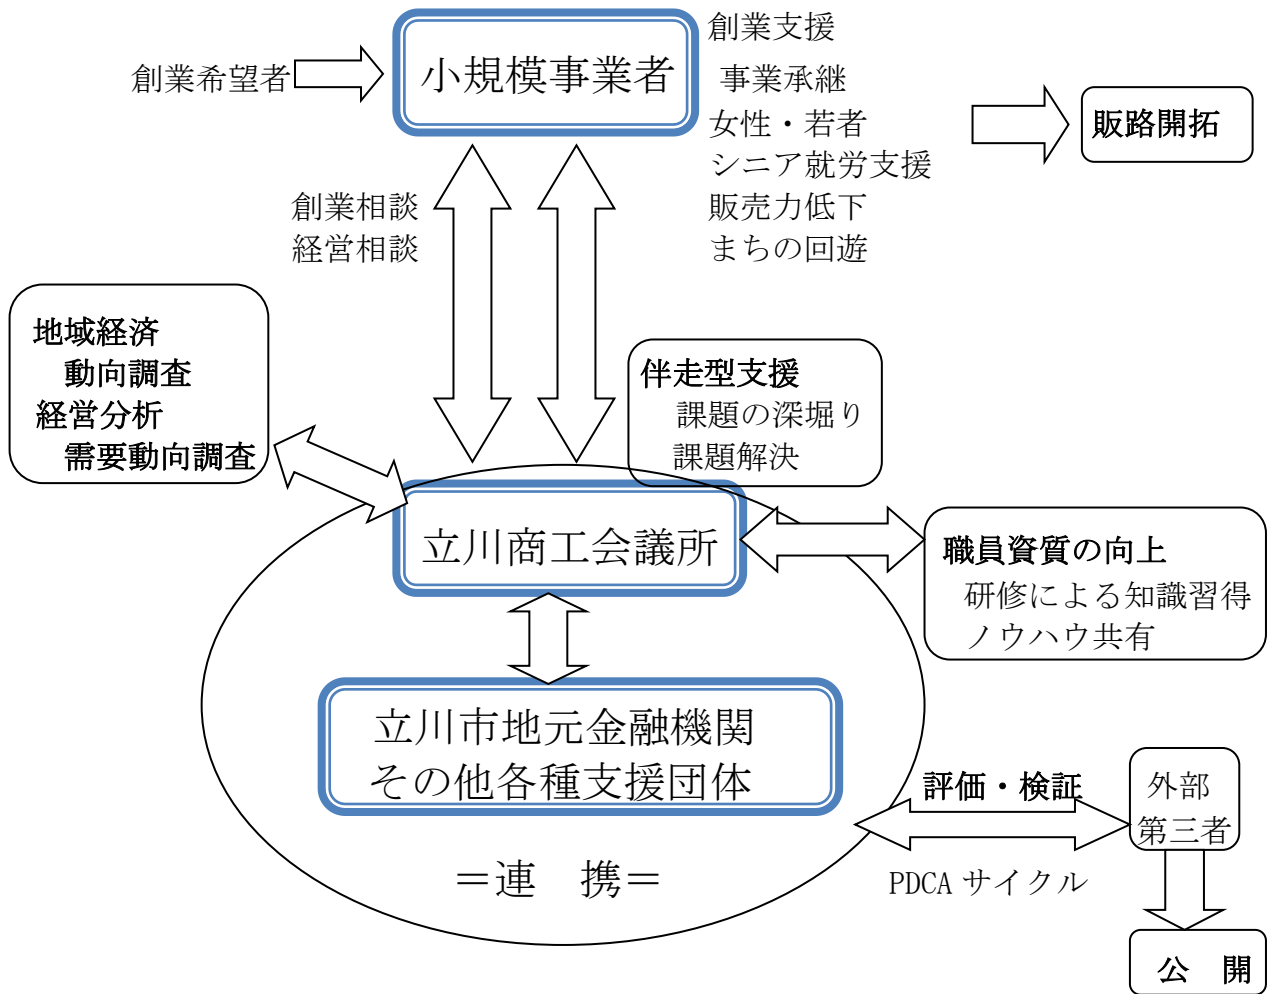 創業支援
小規模事業者
創業希望者
事業承継
女性・若者
販路開拓
シニア就労支援
創業相談
販売力低下
経営相談
まちの回遊
地域経済
動向調査
経営分析
需要動向調査
伴走型支援
課題の深堀り
課題解決
立川商工会議所
職員資質の向上
研修による知識習得
ノウハウ共有
立川市地元金融機関
その他各種支援団体
評価・検証
外部
第三者
＝連　携＝
PDCA サイクル
公　開